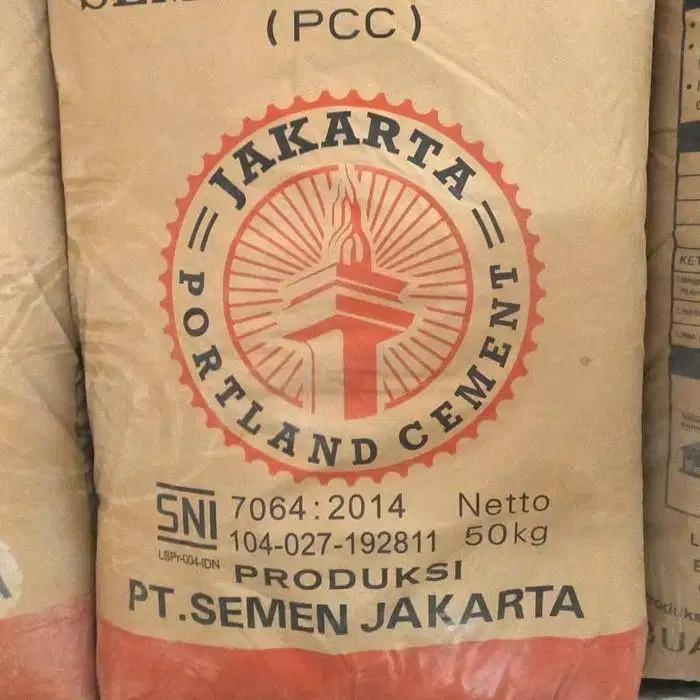 (PCC)
JAKARTA
PORTLAND CEMENT
SNI 7064:2014
104-027-192811
LSPr-004-IDN
Netto
50kg
PRODUKSI
PT.SEMEN JAKARTA
KET